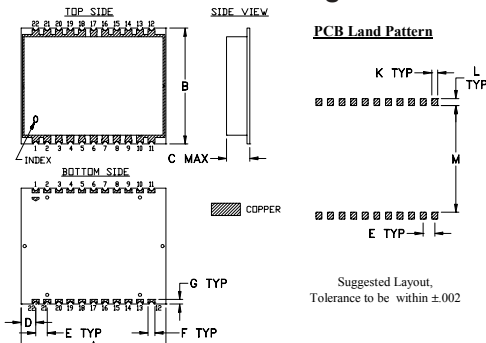 TOP SIDE
22 21 20 19 18 17 16 15 14 13 12
INDEX
1 2 3 4 5 6 7 8 9 10 11
B
SIDE VIEW
C MAX
BOTTOM SIDE
1 2 3 4 5 6 7 8 9 10 11
COPPER
G TYP
22 21 20 19 18 17 16 15 14 13 12
D
E TYP
F TYP
PCB Land Pattern
K TYP
L
TYP
M
E TYP
Suggested Layout,
Tolerance to be within ±.002